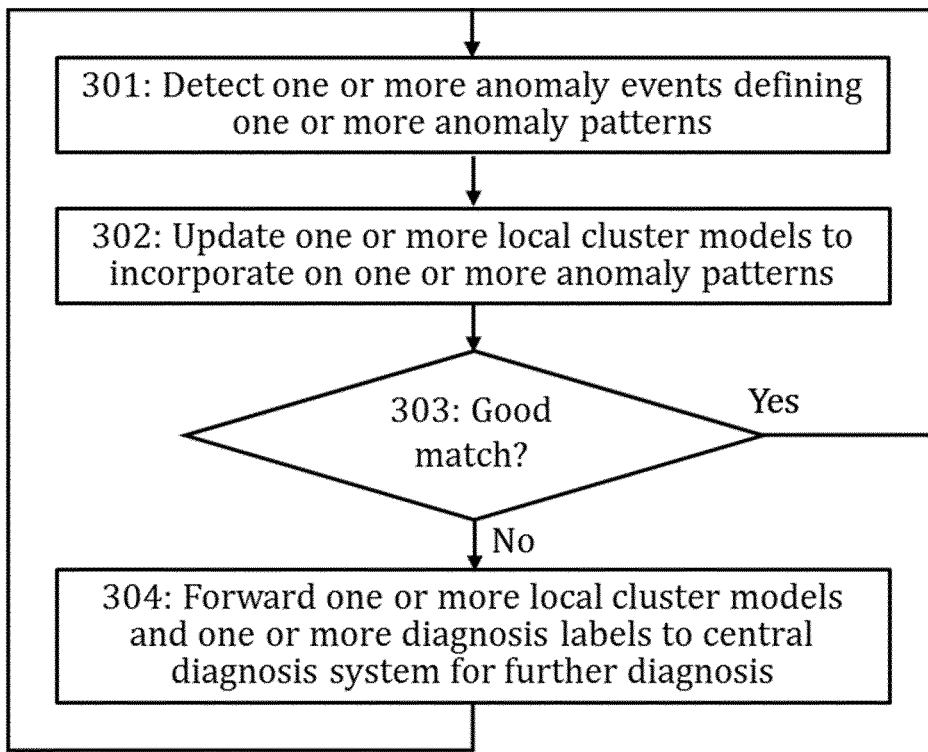 301: Detect one or more anomaly events defining
one or more anomaly patterns
302: Update one or more local cluster models to
incorporate on one or more anomaly patterns
303: Good
match?
Yes
No
304: Forward one or more local cluster models
and one or more diagnosis labels to central
diagnosis system for further diagnosis